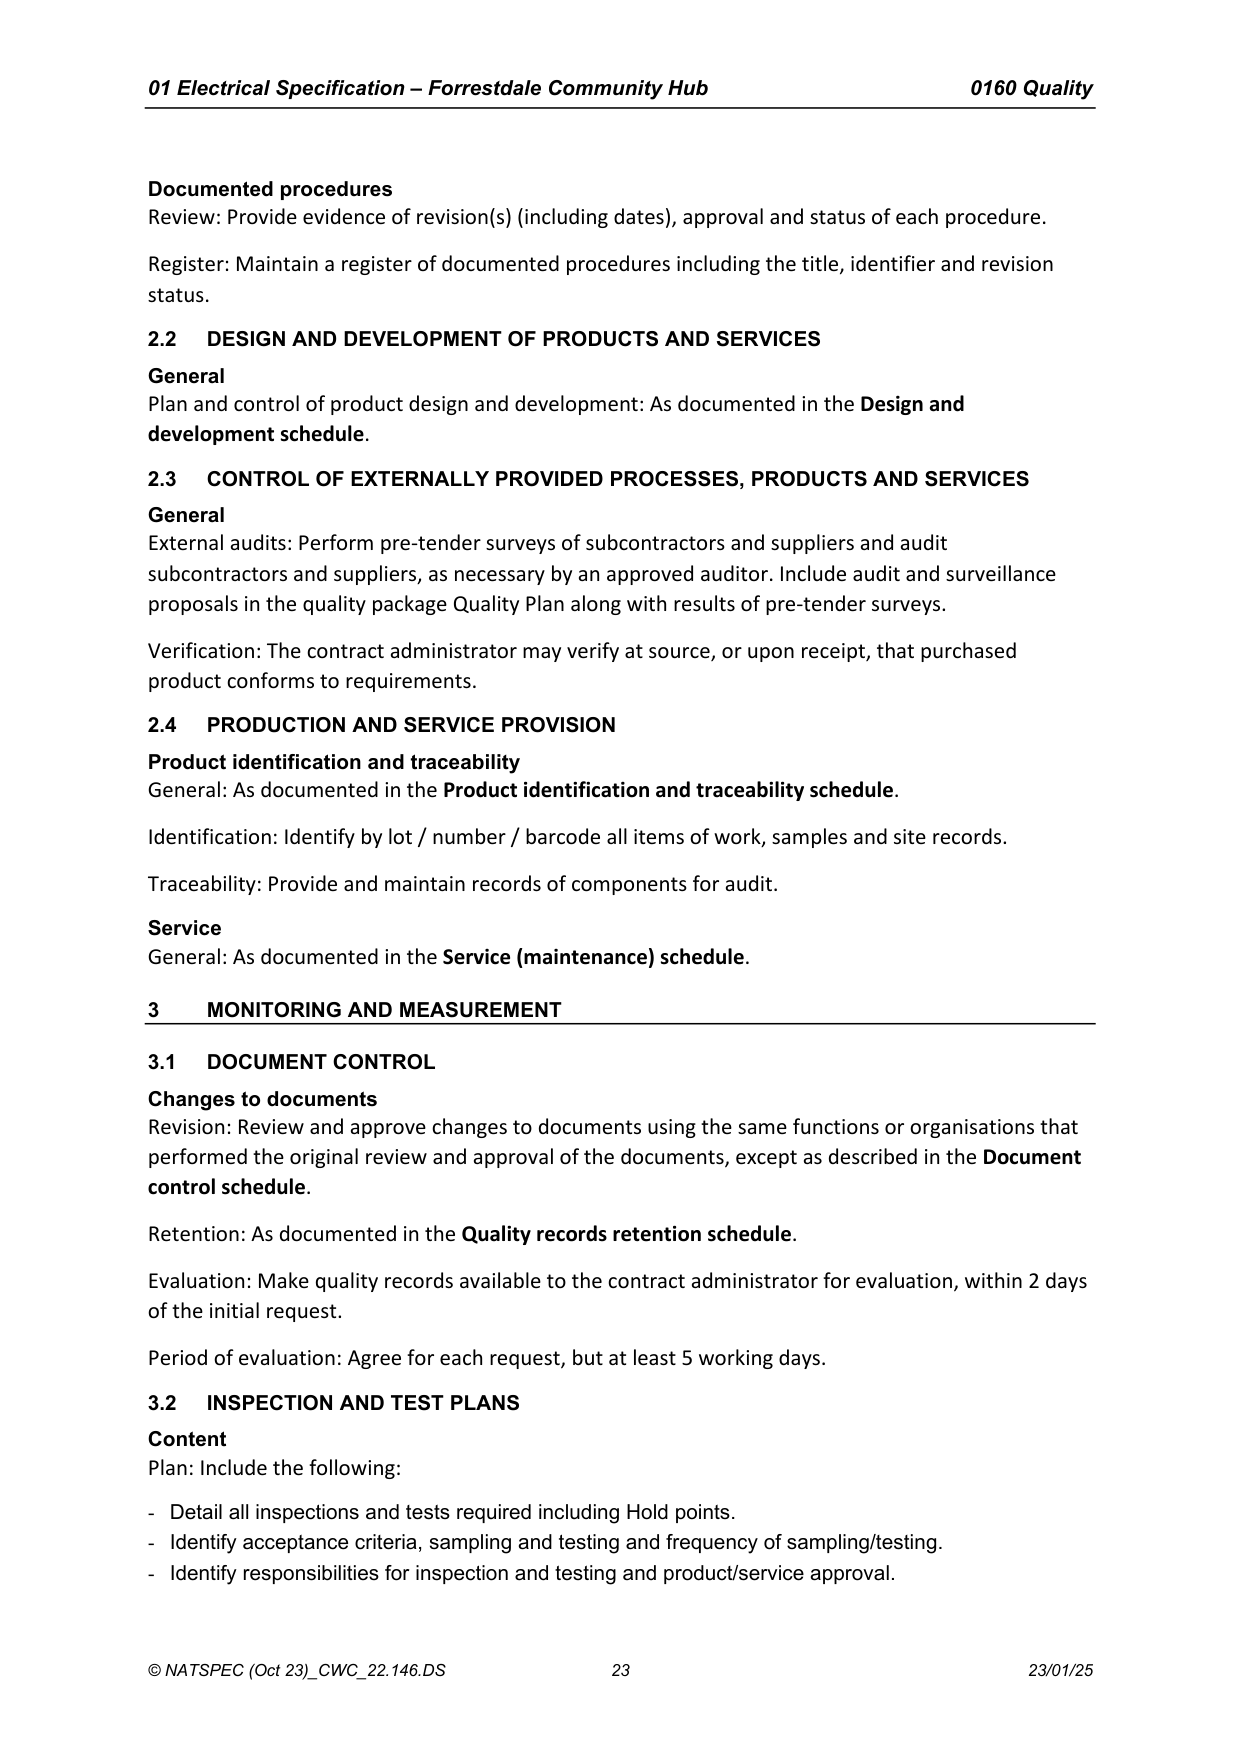 01 Electrical Specification – Forrestdale Community Hub 0160 Quality
Documented procedures
Review: Provide evidence of revision(s) (including dates), approval and status of each procedure.
Register: Maintain a register of documented procedures including the title, identifier and revision
status.
2.2 DESIGN AND DEVELOPMENT OF PRODUCTS AND SERVICES
General
Plan and control of product design and development: As documented in the Design and
development schedule.
2.3 CONTROL OF EXTERNALLY PROVIDED PROCESSES, PRODUCTS AND SERVICES
General
External audits: Perform pre-tender surveys of subcontractors and suppliers and audit
subcontractors and suppliers, as necessary by an approved auditor. Include audit and surveillance
proposals in the quality package Quality Plan along with results of pre-tender surveys.
Verification: The contract administrator may verify at source, or upon receipt, that purchased
product conforms to requirements.
2.4 PRODUCTION AND SERVICE PROVISION
Product identification and traceability
General: As documented in the Product identification and traceability schedule.
Identification: Identify by lot / number / barcode all items of work, samples and site records.
Traceability: Provide and maintain records of components for audit.
Service
General: As documented in the Service (maintenance) schedule.
3 MONITORING AND MEASUREMENT
3.1 DOCUMENT CONTROL
Changes to documents
Revision: Review and approve changes to documents using the same functions or organisations that
performed the original review and approval of the documents, except as described in the Document
control schedule.
Retention: As documented in the Quality records retention schedule.
Evaluation: Make quality records available to the contract administrator for evaluation, within 2 days
of the initial request.
Period of evaluation: Agree for each request, but at least 5 working days.
3.2 INSPECTION AND TEST PLANS
Content
Plan: Include the following:
- Detail all inspections and tests required including Hold points.
- Identify acceptance criteria, sampling and testing and frequency of sampling/testing.
- Identify responsibilities for inspection and testing and product/service approval.
© NATSPEC (Oct 23)_CWC_22.146.DS 23 23/01/25